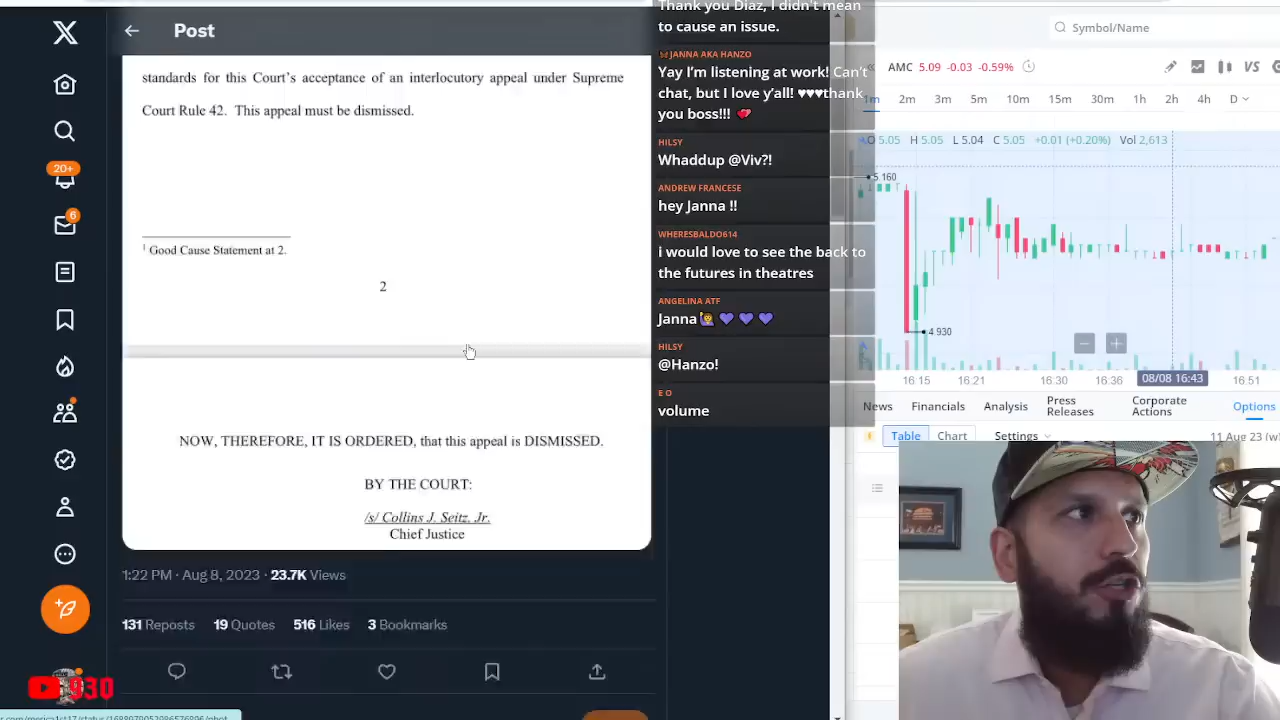 Post
standards for this Court's acceptance of an interlocutory appeal under Supreme
Court Rule 42. This appeal must be dismissed.
1 Good Cause Statement at 2.
2
NOW, THEREFORE, IT IS ORDERED, that this appeal is DISMISSED.
BY THE COURT:
/s/ Collins J. Seitz, Jr.
Chief Justice
1:22 PM · Aug 8, 2023 · 23.7K Views
131 Reposts 19 Quotes 516 Likes 3 Bookmarks
20+
6
930
Thank you Diaz, I didn't mean
to cause an issue.
JANNA AKA HANZO
Yay I'm listening at work! Can't
chat, but I love y'all! ♥♥♥thank
you boss!!! 💕
HILSY
Whaddup @Viv?!
ANDREW FRANCESE
hey Janna !!
WHERESBALDO614
i would love to see the back to
the futures in theatres
ANGELINA ATF
Janna🙋💜💜💜
HILSY
@Hanzo!
E O
volume
Symbol/Name
AMC 5.09 -0.03 -0.59%
VS
1m 2m 3m 5m 10m 15m 30m 1h 2h 4h D
O 5.05 H 5.05 L 5.04 C 5.05 +0.01 (+0.20%) Vol 2,613
5.160
4.930
16:15 16:21 16:30 16:36 08/08 16:43 16:51
News Financials Analysis Press Releases Corporate Actions Options
Table Chart Settings 11 Aug 23 (w